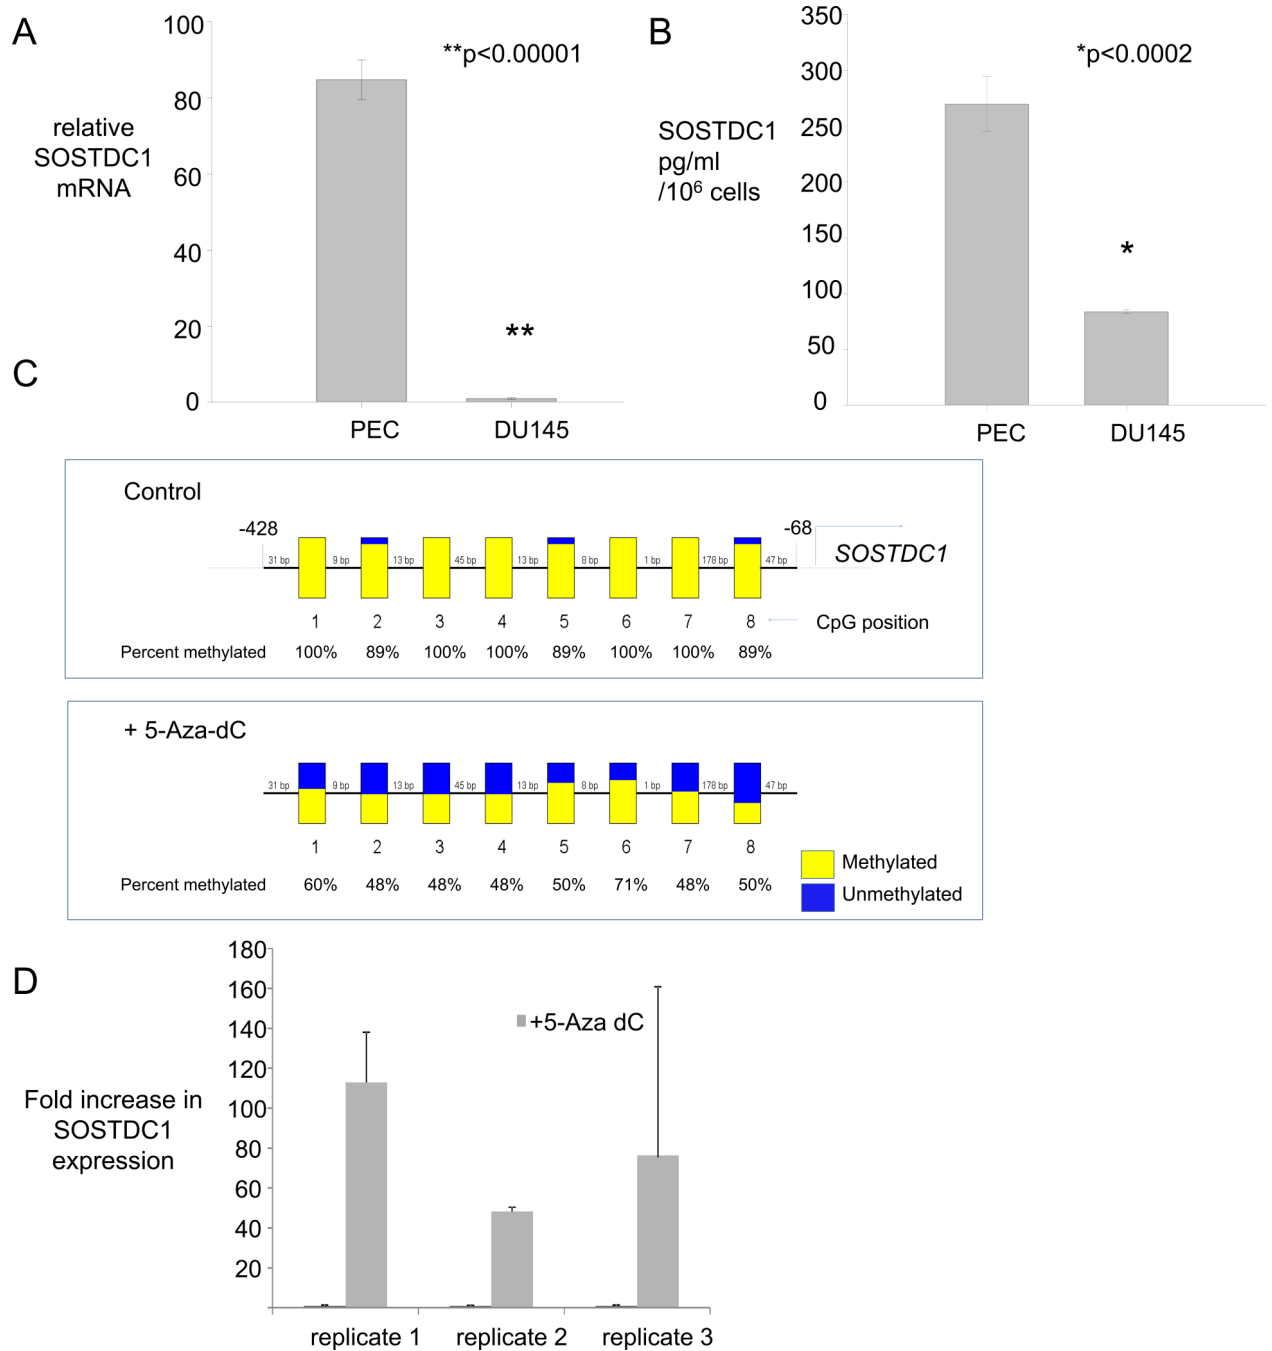 A
100
80
60
40
20
0
relative
SOSTDC1
mRNA
**p<0.00001
**
PEC DU145
B
350
300
250
200
150
100
50
0
SOSTDC1
pg/ml
/10⁶ cells
*p<0.0002
*
PEC DU145
C
Control
-428 -68
31 bp 9 bp 13 bp 45 bp 13 bp 8 bp 1 bp 178 bp 47 bp
SOSTDC1
1 2 3 4 5 6 7 8 CpG position
Percent methylated 100% 89% 100% 100% 89% 100% 100% 89%
+ 5-Aza-dC
31 bp 9 bp 13 bp 45 bp 13 bp 8 bp 1 bp 178 bp 47 bp
1 2 3 4 5 6 7 8
Percent methylated 60% 48% 48% 48% 50% 71% 48% 50%
Methylated
Unmethylated
D
180
160
140
120
100
80
60
40
20
Fold increase in
SOSTDC1
expression
+5-Aza dC
replicate 1 replicate 2 replicate 3